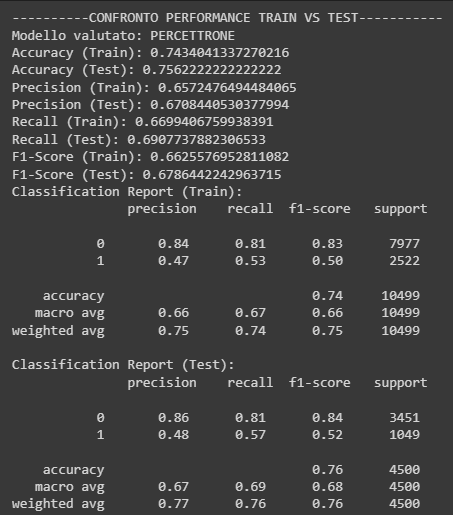 ----------CONFRONTO PERFORMANCE TRAIN VS TEST-----------
Modello valutato: PERCETTRONE
Accuracy (Train): 0.7434041337270216
Accuracy (Test): 0.7562222222222222
Precision (Train): 0.6572476494484065
Precision (Test): 0.6708440530377994
Recall (Train): 0.6699406759938391
Recall (Test): 0.6907737882306533
F1-Score (Train): 0.6625576952811082
F1-Score (Test): 0.6786442242963715
Classification Report (Train):
precision recall f1-score support
0 0.84 0.81 0.83 7977
1 0.47 0.53 0.50 2522
accuracy 0.74 10499
macro avg 0.66 0.67 0.66 10499
weighted avg 0.75 0.74 0.75 10499
Classification Report (Test):
precision recall f1-score support
0 0.86 0.81 0.84 3451
1 0.48 0.57 0.52 1049
accuracy 0.76 4500
macro avg 0.67 0.69 0.68 4500
weighted avg 0.77 0.76 0.76 4500